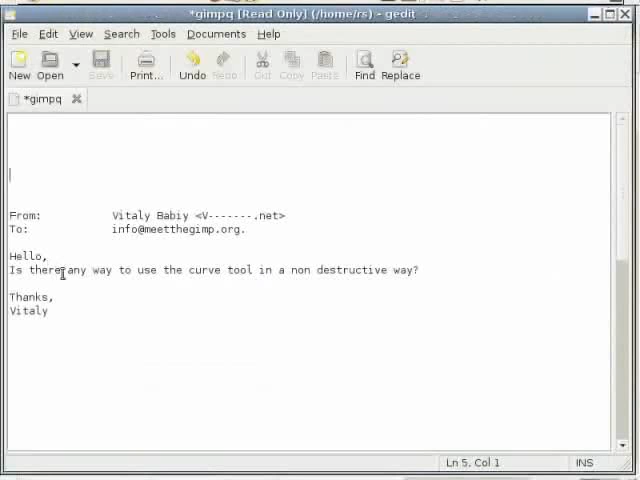 *gimpq [Read Only] (/home/rs) - gedit
File Edit View Search Tools Documents Help
New Open Save Print... Undo Redo Cut Copy Paste Find Replace
*gimpq
From: Vitaly Babiy <V-------.net>
To: info@meetthegimp.org.
Hello,
Is there any way to use the curve tool in a non destructive way?
Thanks,
Vitaly
Ln 5, Col 1 INS